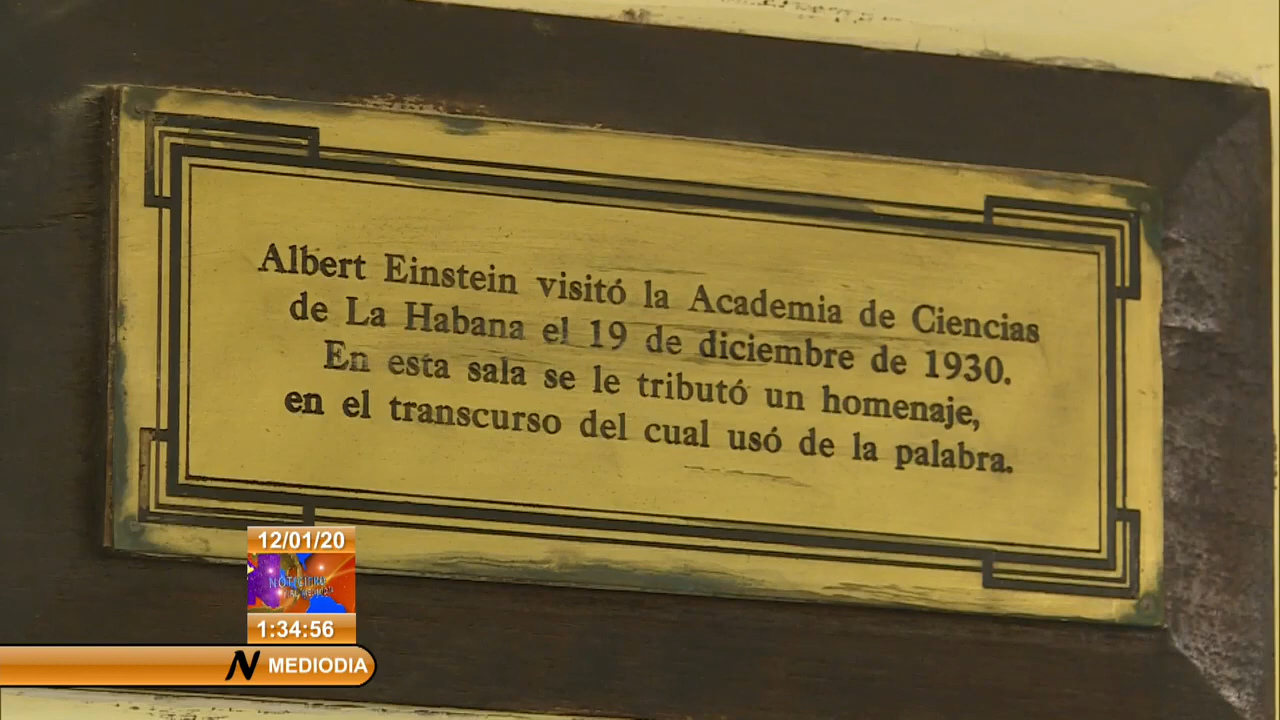 Albert Einstein visitó la Academia de Ciencias
de La Habana el 19 de diciembre de 1930.
En esta sala se le tributó un homenaje,
en el transcurso del cual usó de la palabra.
12/01/20
NOTICIERO
1:34:56
N MEDIODIA